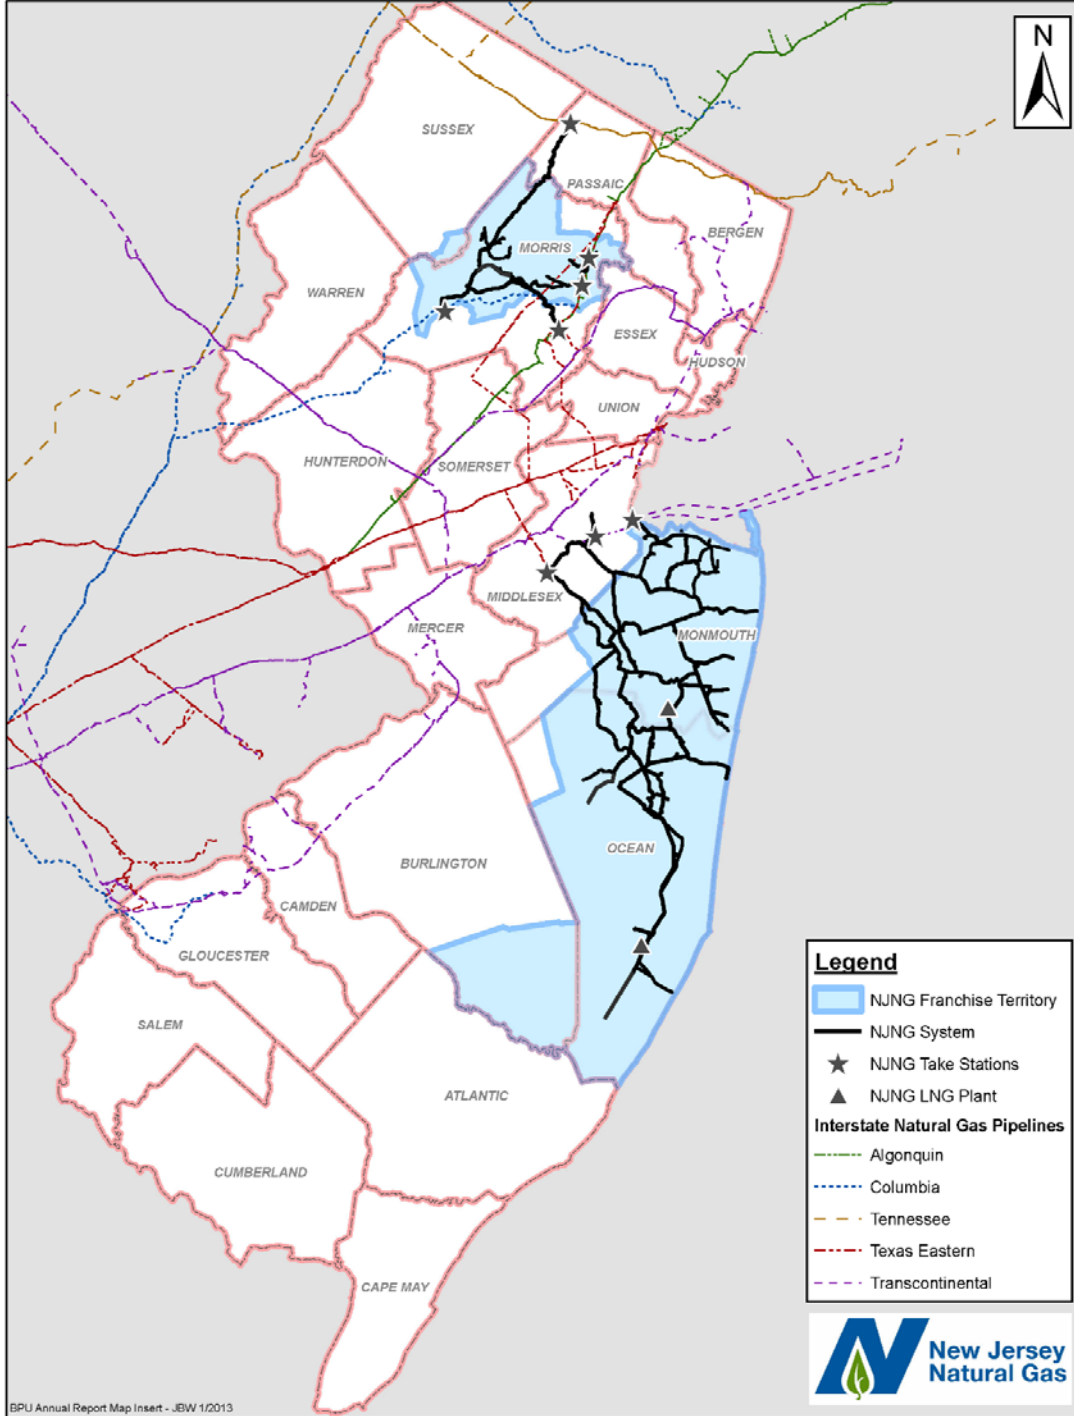 N
SUSSEX
PASSAIC
BERGEN
MORRIS
WARREN
ESSEX
HUDSON
UNION
HUNTERDON
SOMERSET
MIDDLESEX
MERCER
MONMOUTH
OCEAN
BURLINGTON
CAMDEN
GLOUCESTER
SALEM
ATLANTIC
CUMBERLAND
CAPE MAY
Legend
NJNG Franchise Territory
NJNG System
NJNG Take Stations
NJNG LNG Plant
Interstate Natural Gas Pipelines
Algonquin
Columbia
Tennessee
Texas Eastern
Transcontinental
New Jersey
Natural Gas
BPU Annual Report Map Insert - JBW 1/2013